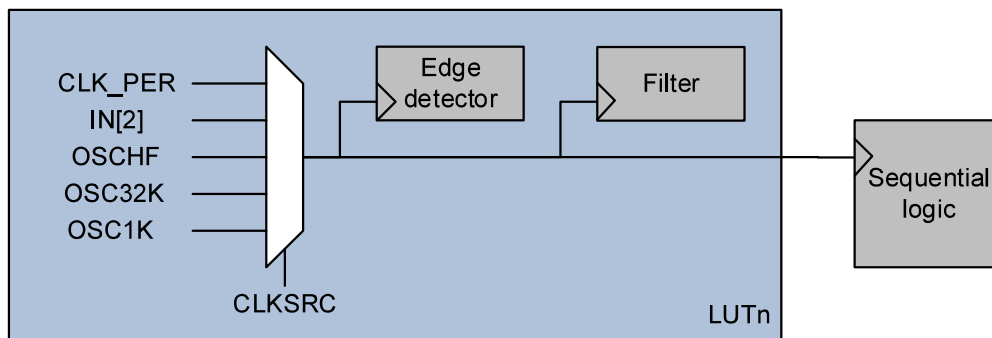 CLK_PER
IN[2]
OSCHF
OSC32K
OSC1K
CLKSRC
Edge
detector
Filter
Sequential
logic
LUTn